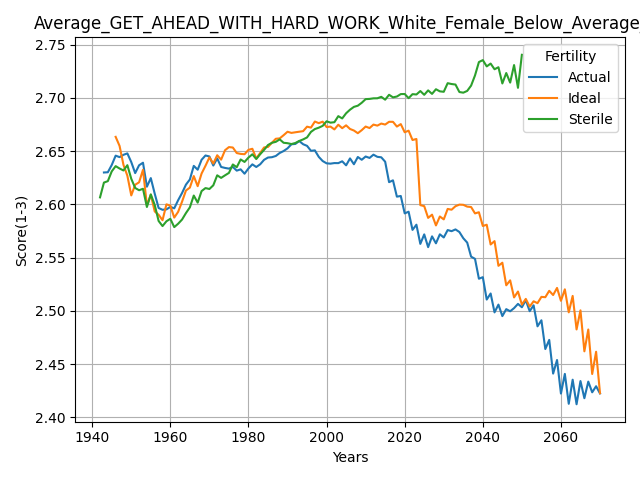 Average_GET_AHEAD_WITH_HARD_WORK_White_Female_Below_Average_
2.75
2.70
2.65
2.60
2.55
2.50
2.45
2.40
Score(1-3)
1940
1960
1980
2000
2020
2040
2060
Years
Fertility
Actual
Ideal
Sterile